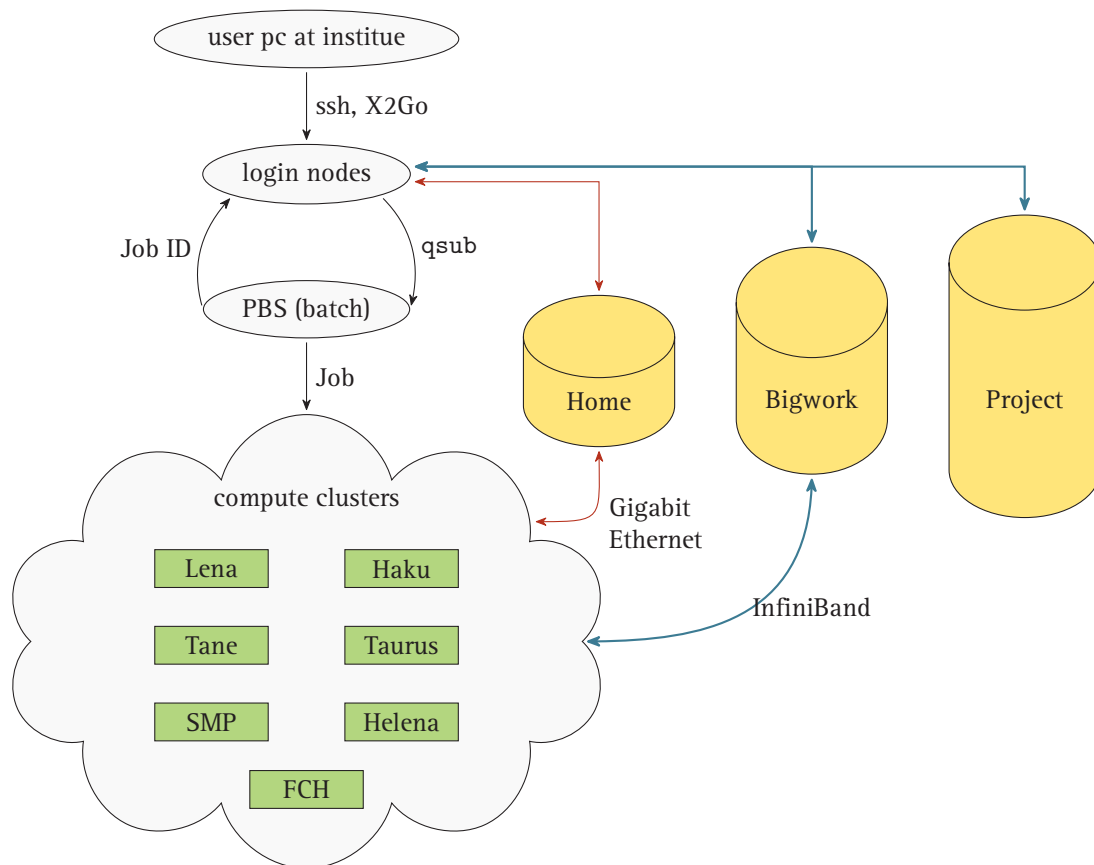 user pc at institue
ssh, X2Go
login nodes
Job ID
qsub
PBS (batch)
Job
Home
Bigwork
Project
compute clusters
Gigabit
Ethernet
Lena
Haku
InfiniBand
Tane
Taurus
SMP
Helena
FCH